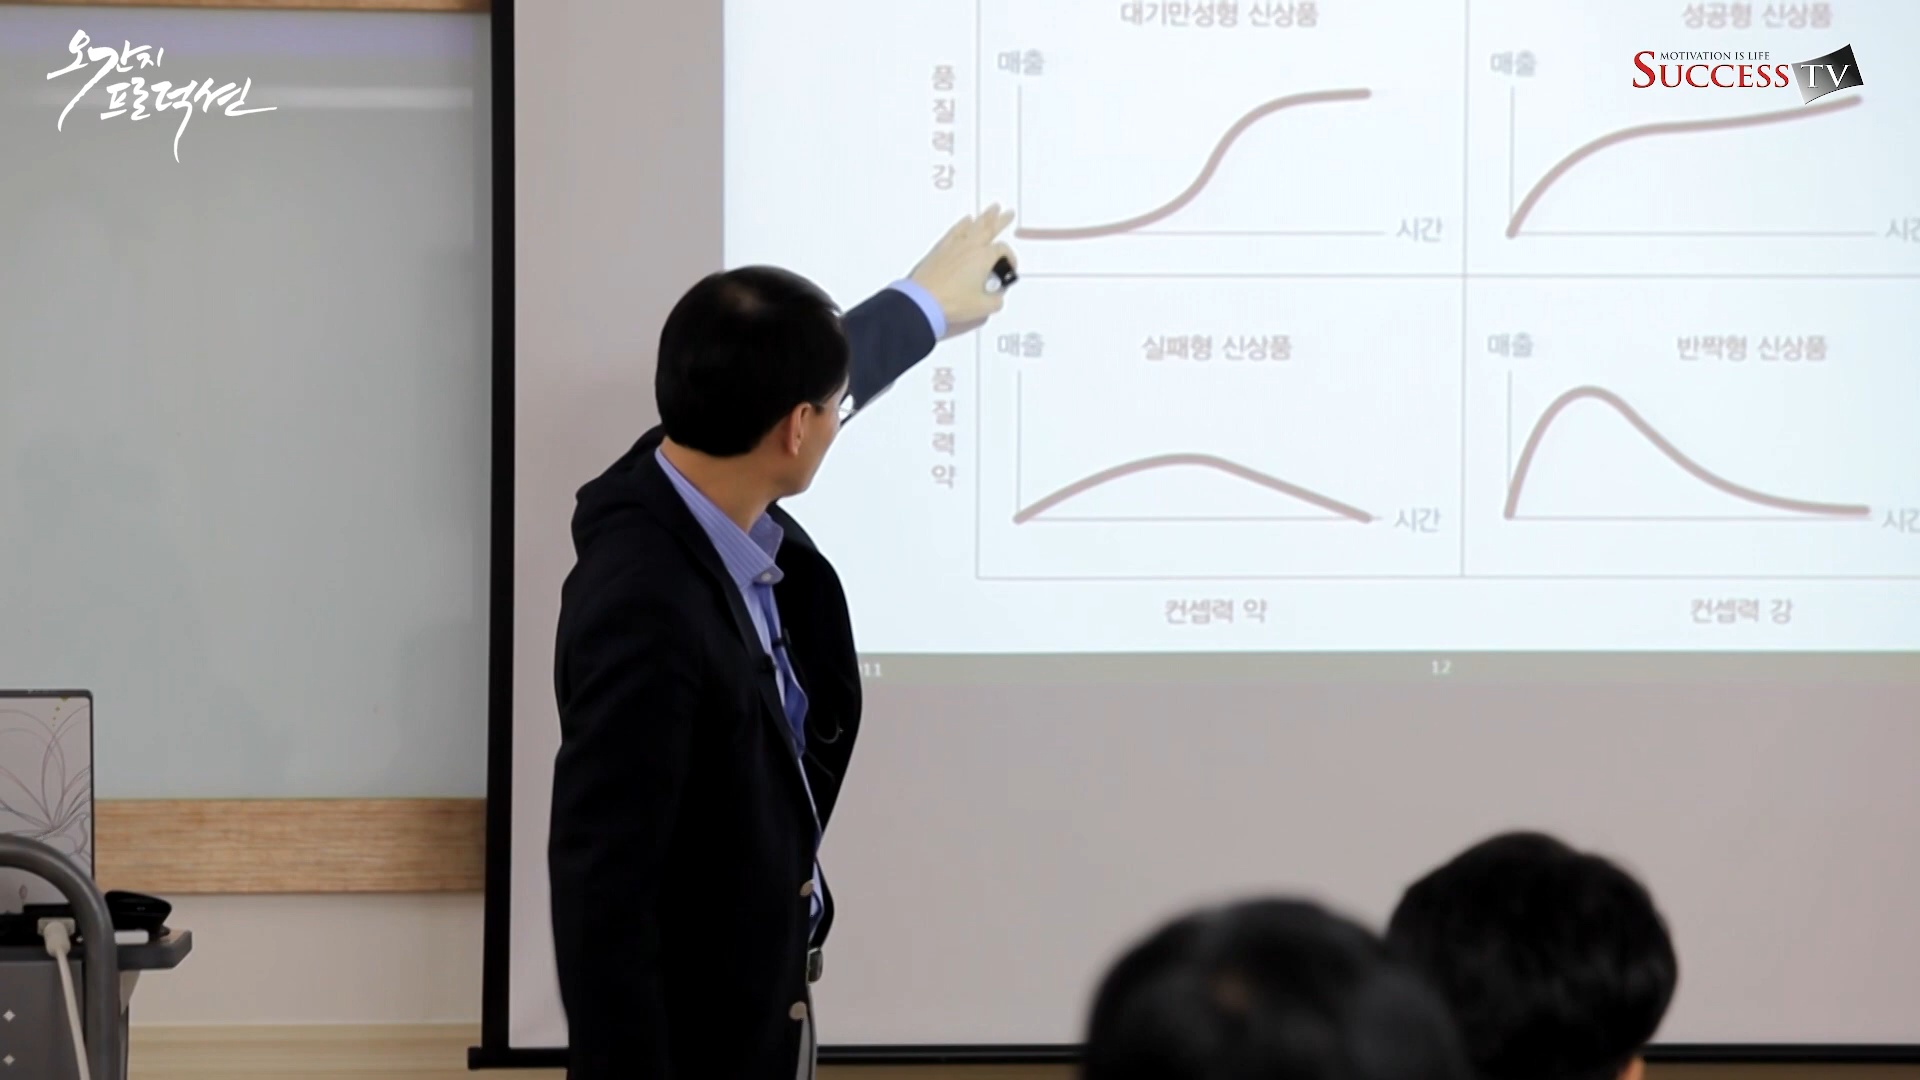 오간지
프로덕션
MOTIVATION IS LIFE
SUCCESS TV
대기만성형 신상품
성공형 신상품
매출
매출
품질력강
시간
시간
매출
실패형 신상품
매출
반짝형 신상품
품질력약
시간
시간
컨셉력 약
컨셉력 강
11
12